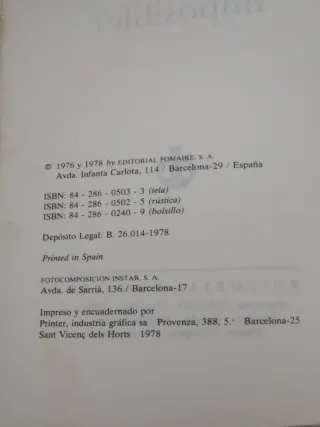 © 1976 y 1978 by EDITORIAL POMAIRE, S. A.
Avda. Infanta Carlota, 114 / Barcelona-29 / España
ISBN: 84 - 286 - 0503 - 3 (tela)
ISBN: 84 - 286 - 0502 - 5 (rústica)
ISBN: 84 - 286 - 0240 - 9 (bolsillo)
Depósito Legal: B. 26.014-1978
Printed in Spain
FOTOCOMPOSICION INSTAR, S. A.
Avda. de Sarriá, 136 / Barcelona-17
Impreso y encuadernado por
Printer, industria gráfica sa Provenza, 388, 5.º Barcelona-25
Sant Vicenç dels Horts 1978